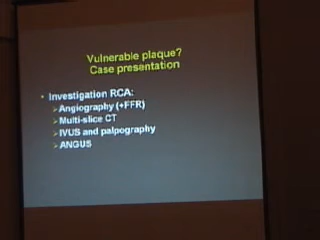 Vulnerable plaque?
Case presentation
• Investigation RCA:
➢ Angiography (+FFR)
➢ Multi-slice CT
➢ IVUS and palpography
➢ ANGUS